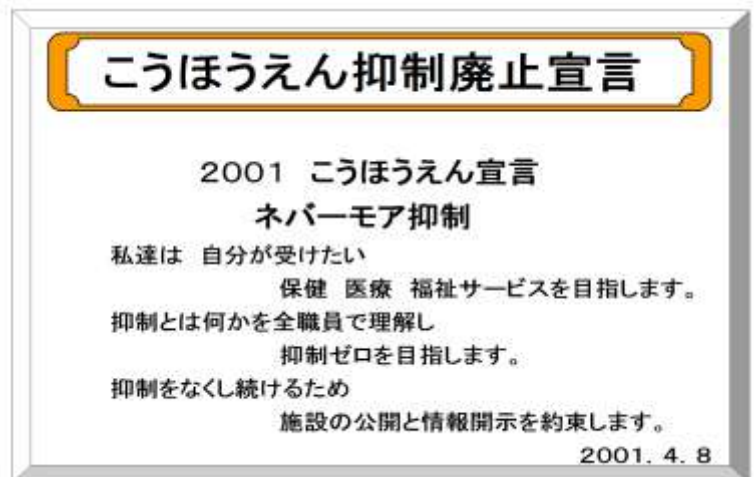 こうほうえん抑制廃止宣言
２００１　こうほうえん宣言
ネバーモア抑制
私達は　自分が受けたい
保健　医療　福祉サービスを目指します。
抑制とは何かを全職員で理解し
抑制ゼロを目指します。
抑制をなくし続けるため
施設の公開と情報開示を約束します。
２００１．４．８